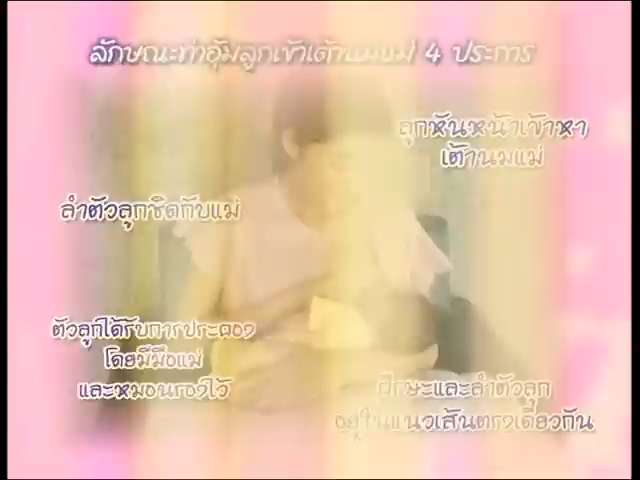 ลักษณะท่าอุ้มลูกเข้าเต้านมแม่ 4 ประการ
ลูกหันหน้าเข้าหา
เต้านมแม่
ลำตัวลูกชิดกับแม่
ตัวลูกได้รับการประคอง
โดยมีมือแม่
และหมอนรองไว้
ศีรษะและลำตัวลูก
อยู่ในแนวเส้นตรงเดียวกัน